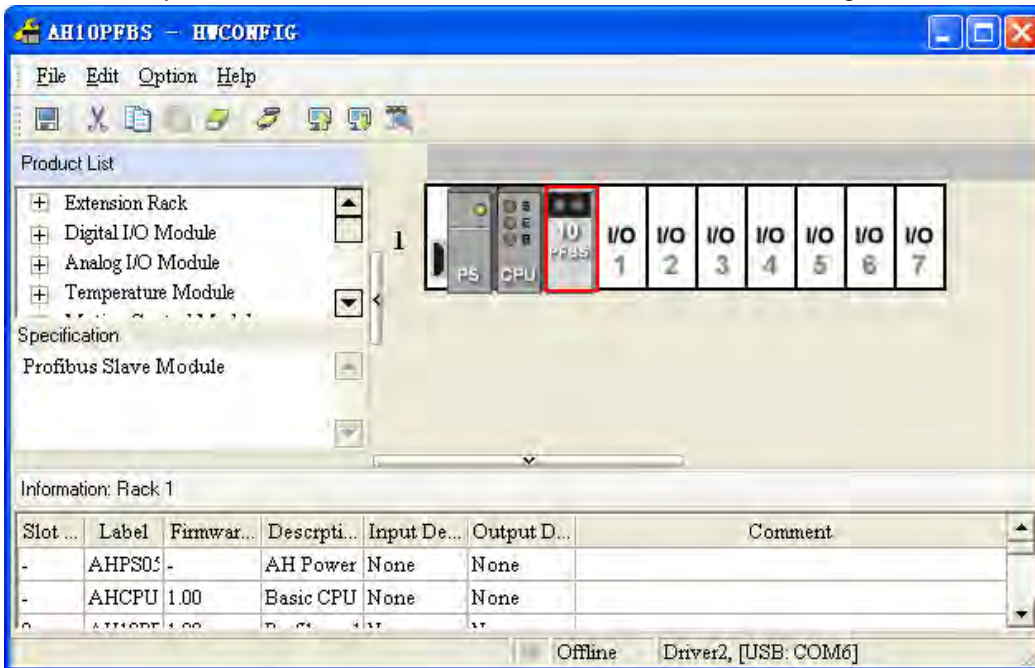 AH10PFBS - HWCONFIG
File Edit Option Help
Product List
Extension Rack
Digital I/O Module
Analog I/O Module
Temperature Module
Specification
Profibus Slave Module
1
PS CPU 10 PFBS I/O 1 I/O 2 I/O 3 I/O 4 I/O 5 I/O 6 I/O 7
Information: Rack 1
Slot ... Label Firmwar... Descrpti... Input De... Output D... Comment
- AHPS05 - AH Power None None
- AHCPU 1.00 Basic CPU None None
Offline Driver2, [USB: COM6]